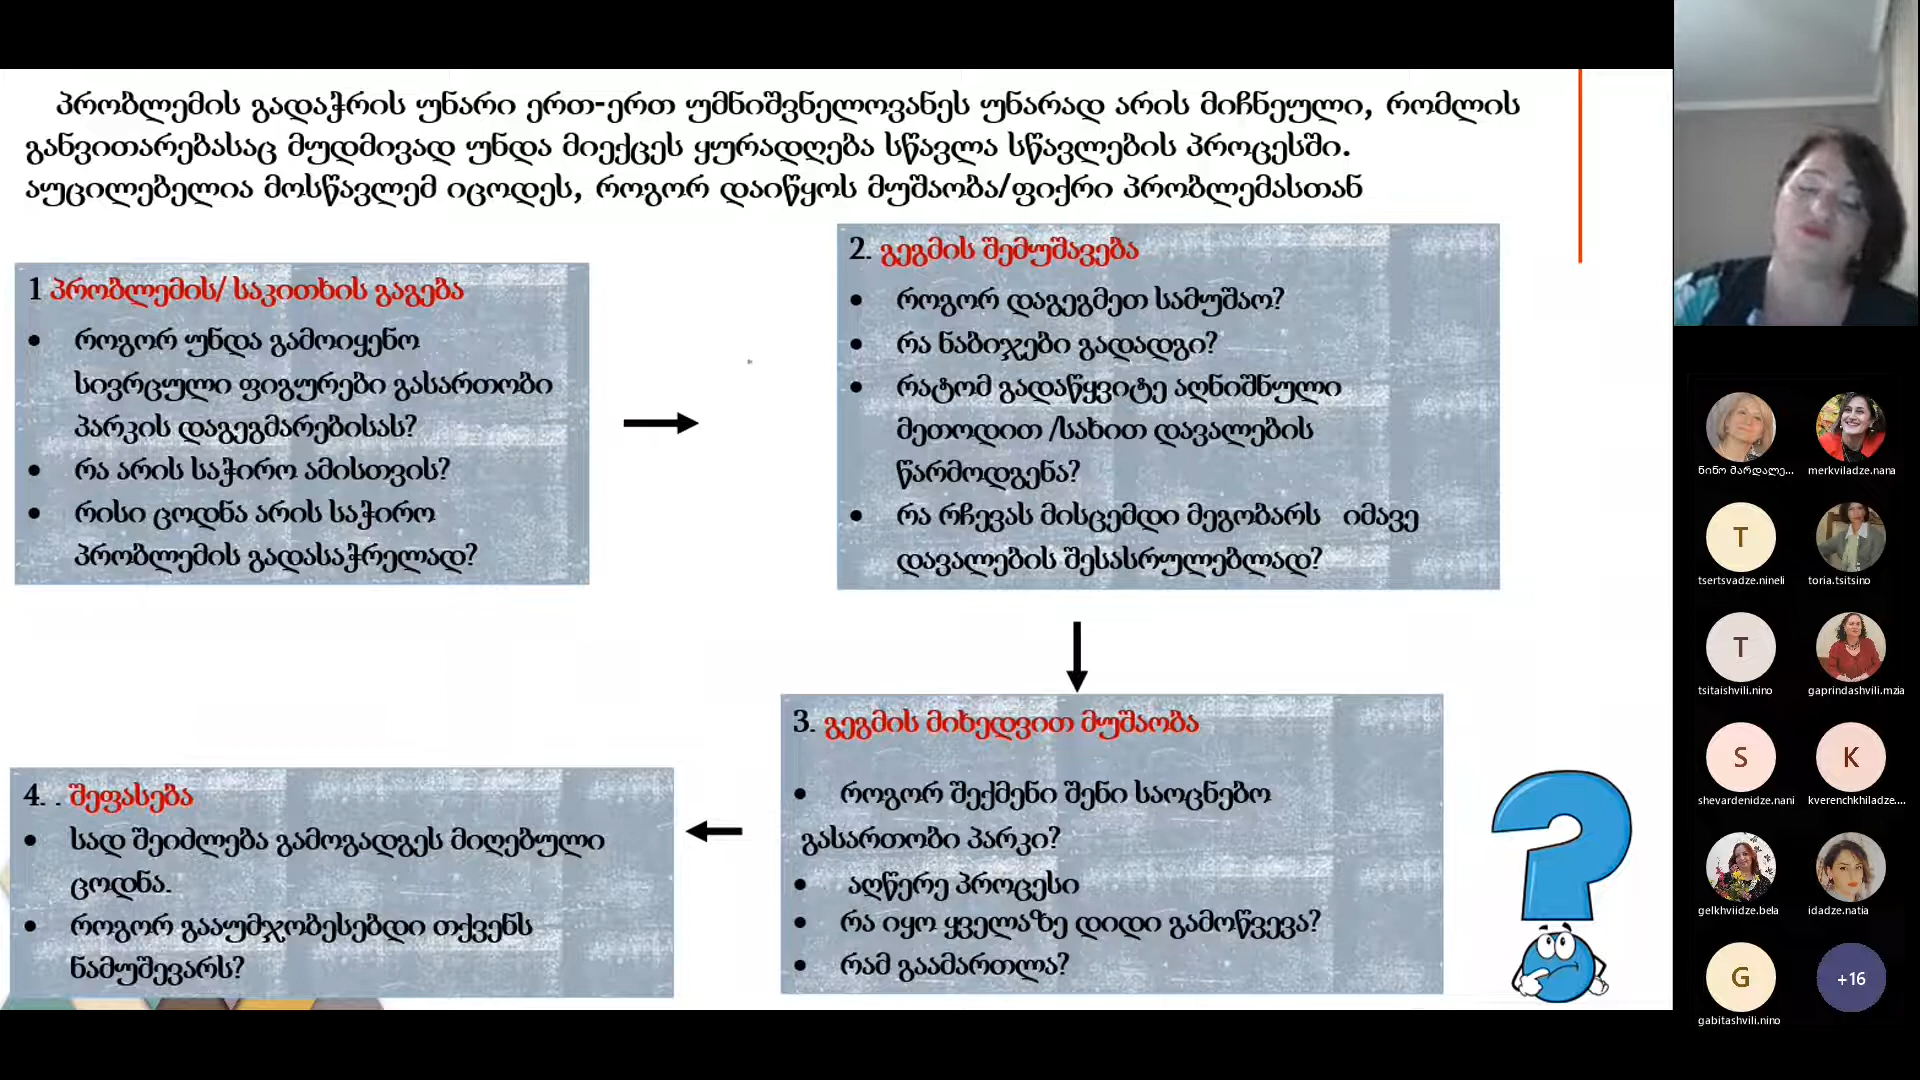 პრობლემის გადაჭრის უნარი ერთ-ერთ უმნიშვნელოვანეს უნარად არის მიჩნეული, რომლის
განვითარებასაც მუდმივად უნდა მიექცეს ყურადღება სწავლა სწავლების პროცესში.
აუცილებელია მოსწავლემ იცოდეს, როგორ დაიწყოს მუშაობა/ფიქრი პრობლემასთან
1 პრობლემის/ საკითხის გაგება
• როგორ უნდა გამოიყენო
სივრცული ფიგურები გასართობი
პარკის დაგეგმარებისას?
• რა არის საჭირო ამისთვის?
• რისი ცოდნა არის საჭირო
პრობლემის გადასაჭრელად?
2. გეგმის შემუშავება
• როგორ დაგეგმეთ სამუშაო?
• რა ნაბიჯები გადადგი?
• რატომ გადაწყვიტე აღნიშნული
მეთოდით /სახით დავალების
წარმოდგენა?
• რა რჩევას მისცემდი მეგობარს იმავე
დავალების შესასრულებლად?
3. გეგმის მიხედვით მუშაობა
• როგორ შექმენი შენი საოცნებო
გასართობი პარკი?
• აღწერე პროცესი
• რა იყო ყველაზე დიდი გამოწვევა?
• რამ გაამართლა?
4. . შეფასება
• სად შეიძლება გამოგადგეს მიღებული
ცოდნა.
• როგორ გააუმჯობესებდი თქვენს
ნამუშევარს?
ნინო მარდალე...
merkviladze.nana
T
tsertsvadze.nineli
toria.tsitsino
T
tsitaishvili.nino
gaprindashvili.mzia
S
shevardenidze.nani
K
kverenchkhiladze....
gelkhviidze.bela
idadze.natia
G
gabitashvili.nino
+16